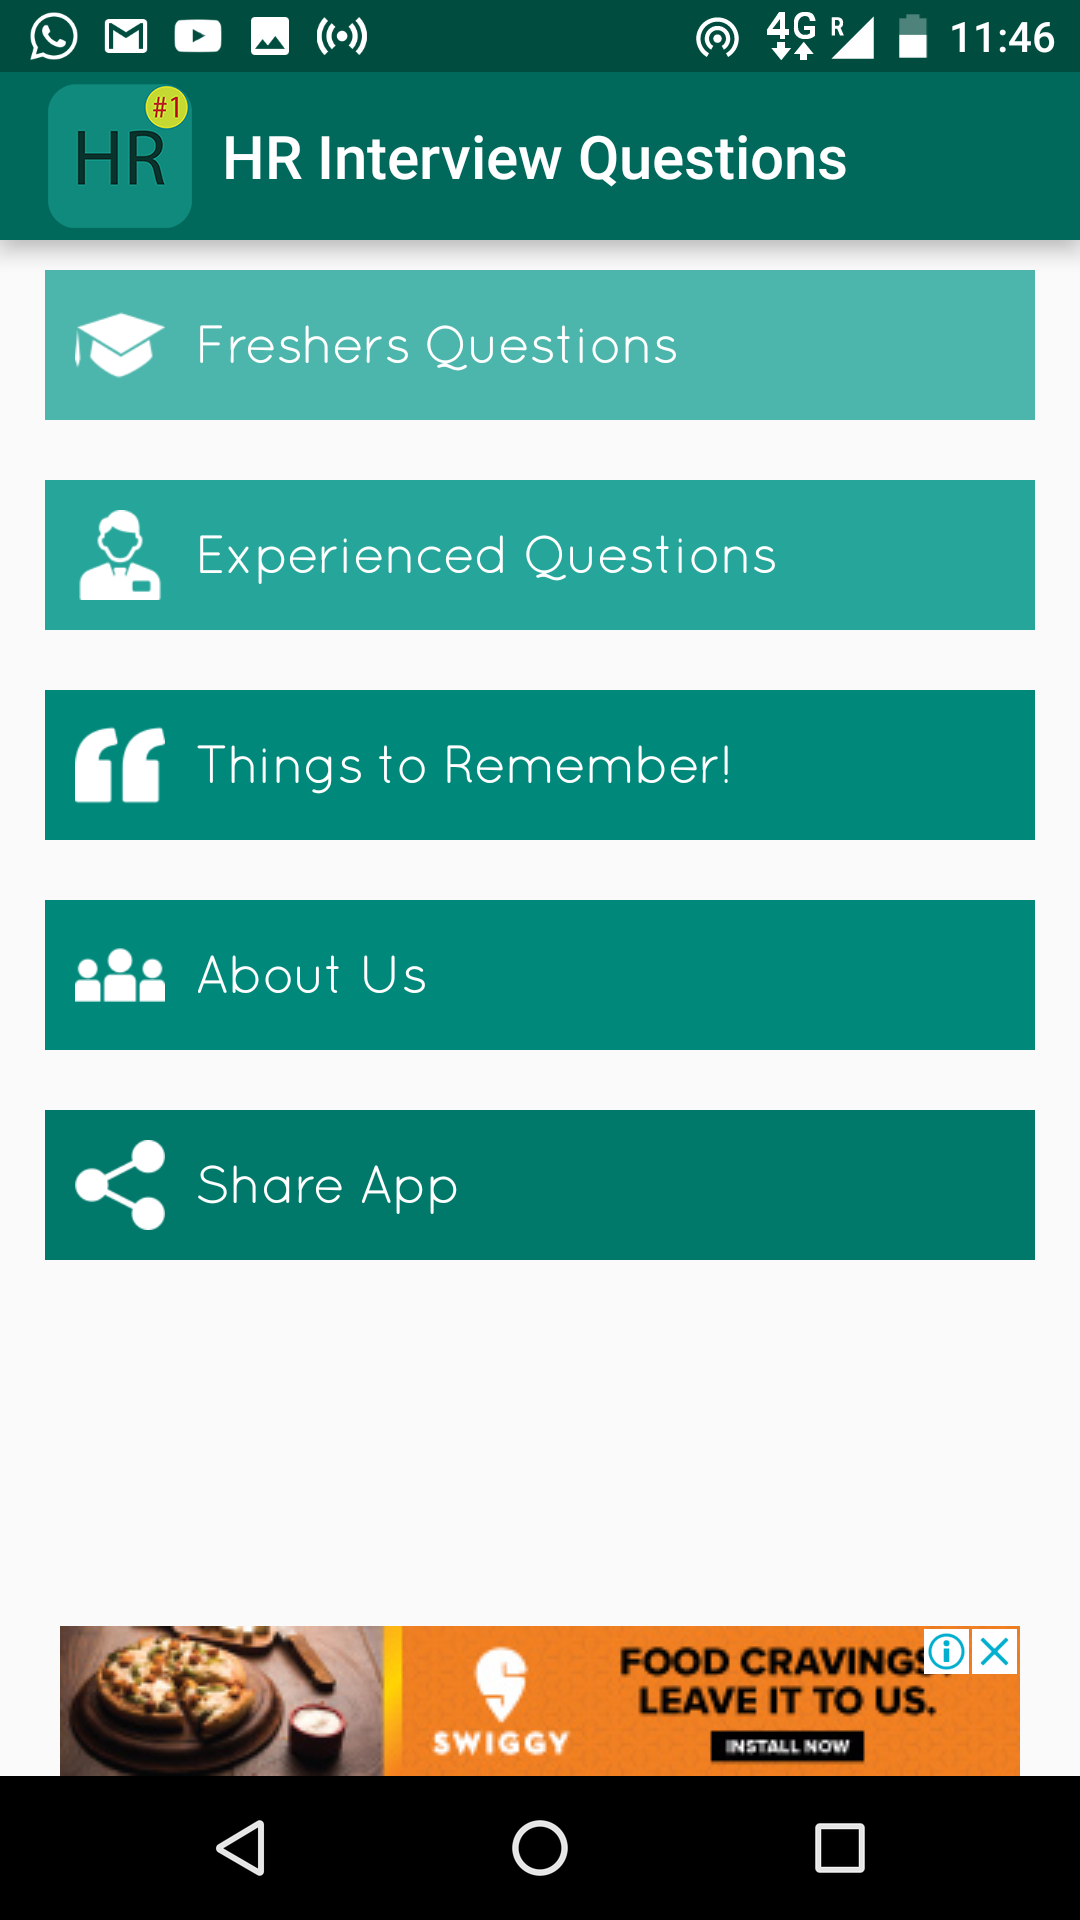 4G R 11:46
HR #1
HR Interview Questions
Freshers Questions
Experienced Questions
Things to Remember!
About Us
Share App
FOOD CRAVINGS?
LEAVE IT TO US.
SWIGGY
INSTALL NOW